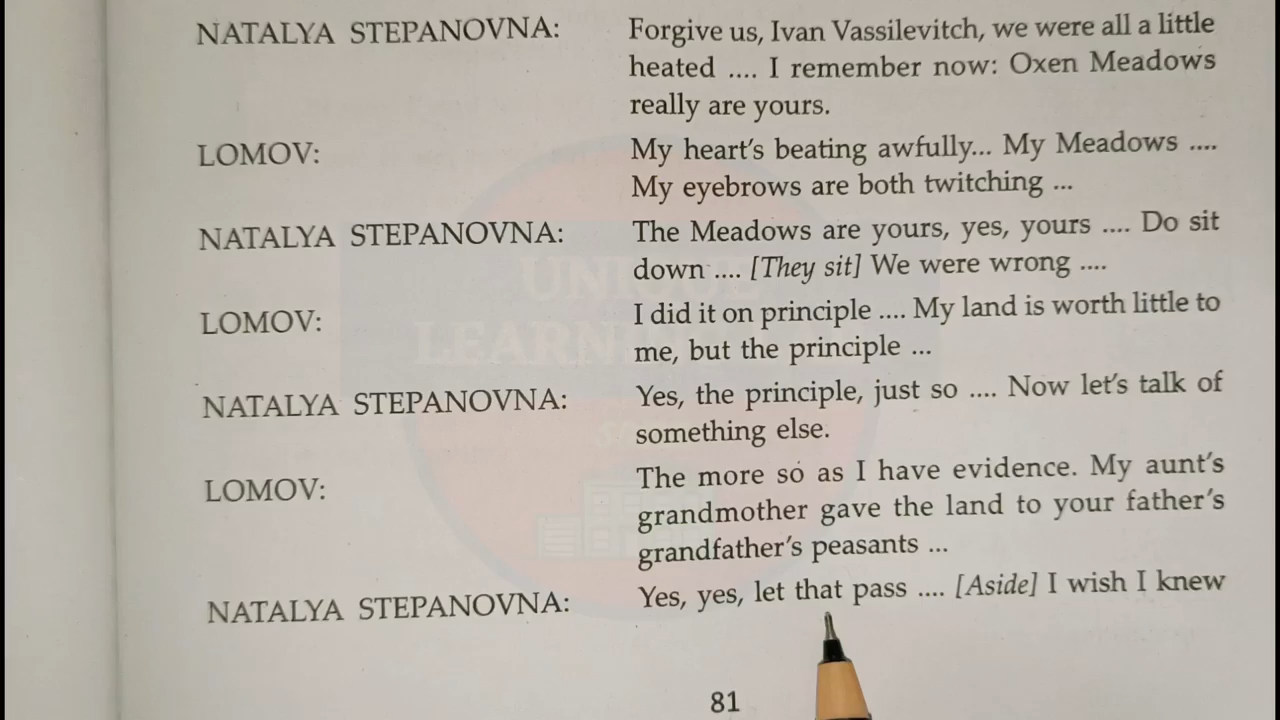 NATALYA STEPANOVNA: Forgive us, Ivan Vassilevitch, we were all a little
heated .... I remember now: Oxen Meadows
really are yours.
LOMOV: My heart's beating awfully... My Meadows ....
My eyebrows are both twitching ...
NATALYA STEPANOVNA: The Meadows are yours, yes, yours .... Do sit
down .... [They sit] We were wrong ....
LOMOV: I did it on principle .... My land is worth little to
me, but the principle ...
NATALYA STEPANOVNA: Yes, the principle, just so .... Now let's talk of
something else.
LOMOV: The more so as I have evidence. My aunt's
grandmother gave the land to your father's
grandfather's peasants ...
NATALYA STEPANOVNA: Yes, yes, let that pass .... [Aside] I wish I knew
81
UNIQUE